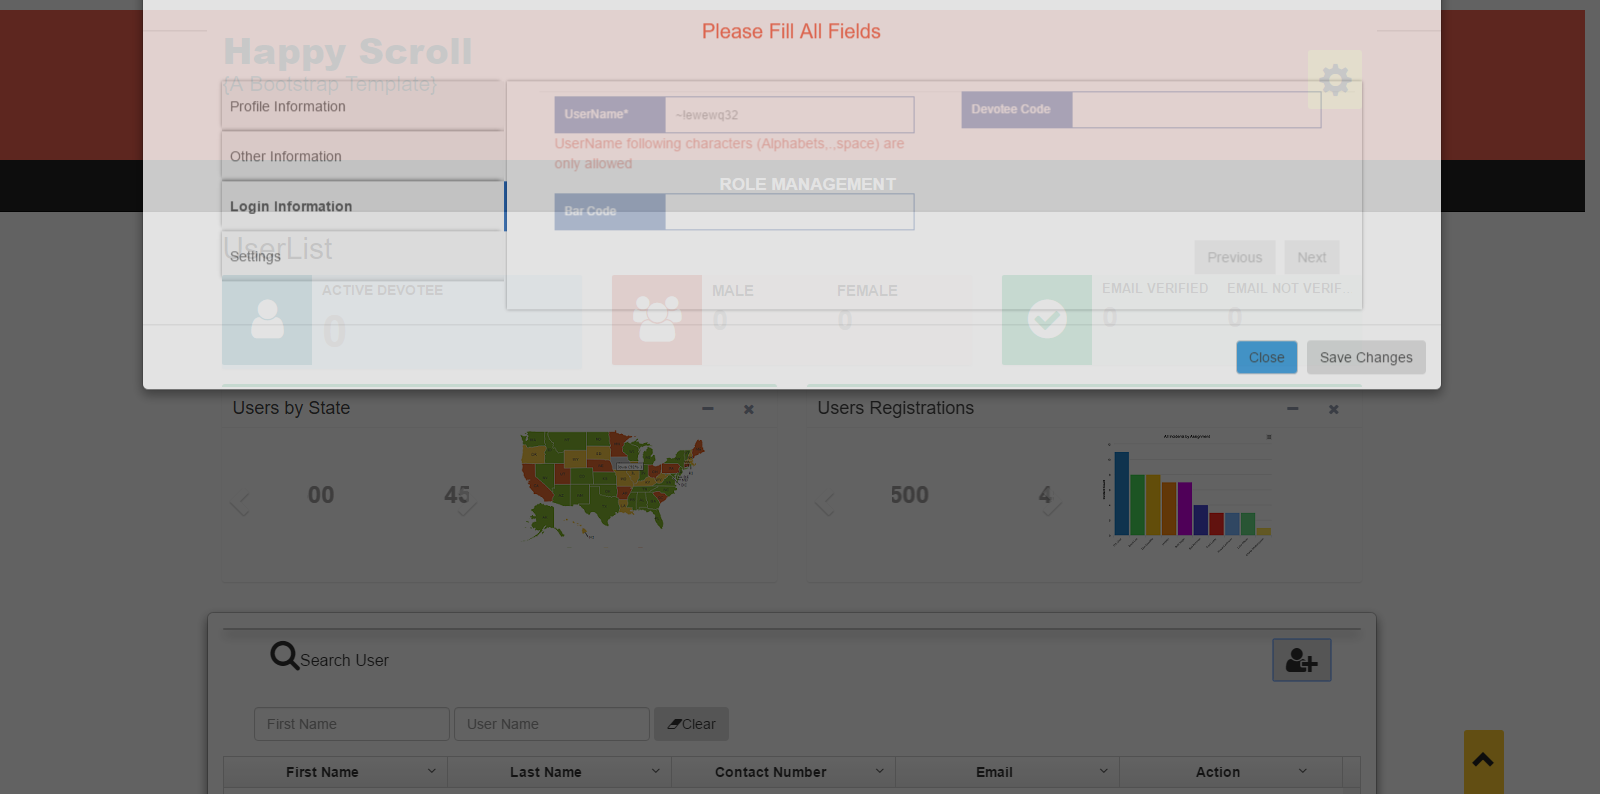 Please Fill All Fields
Happy Scroll
{A Bootstrap Template}
Profile Information
Other Information
Login Information
Settings
UserName*
~!ewewq32
Devotee Code
UserName following characters (Alphabets,.,space) are
only allowed
ROLE MANAGEMENT
Bar Code
UserList
Previous
Next
ACTIVE DEVOTEE
0
MALE
0
FEMALE
0
EMAIL VERIFIED
0
EMAIL NOT VERIF...
0
Close
Save Changes
Users by State
00
45
Users Registrations
500
4
Search User
First Name
User Name
Clear
First Name
Last Name
Contact Number
Email
Action